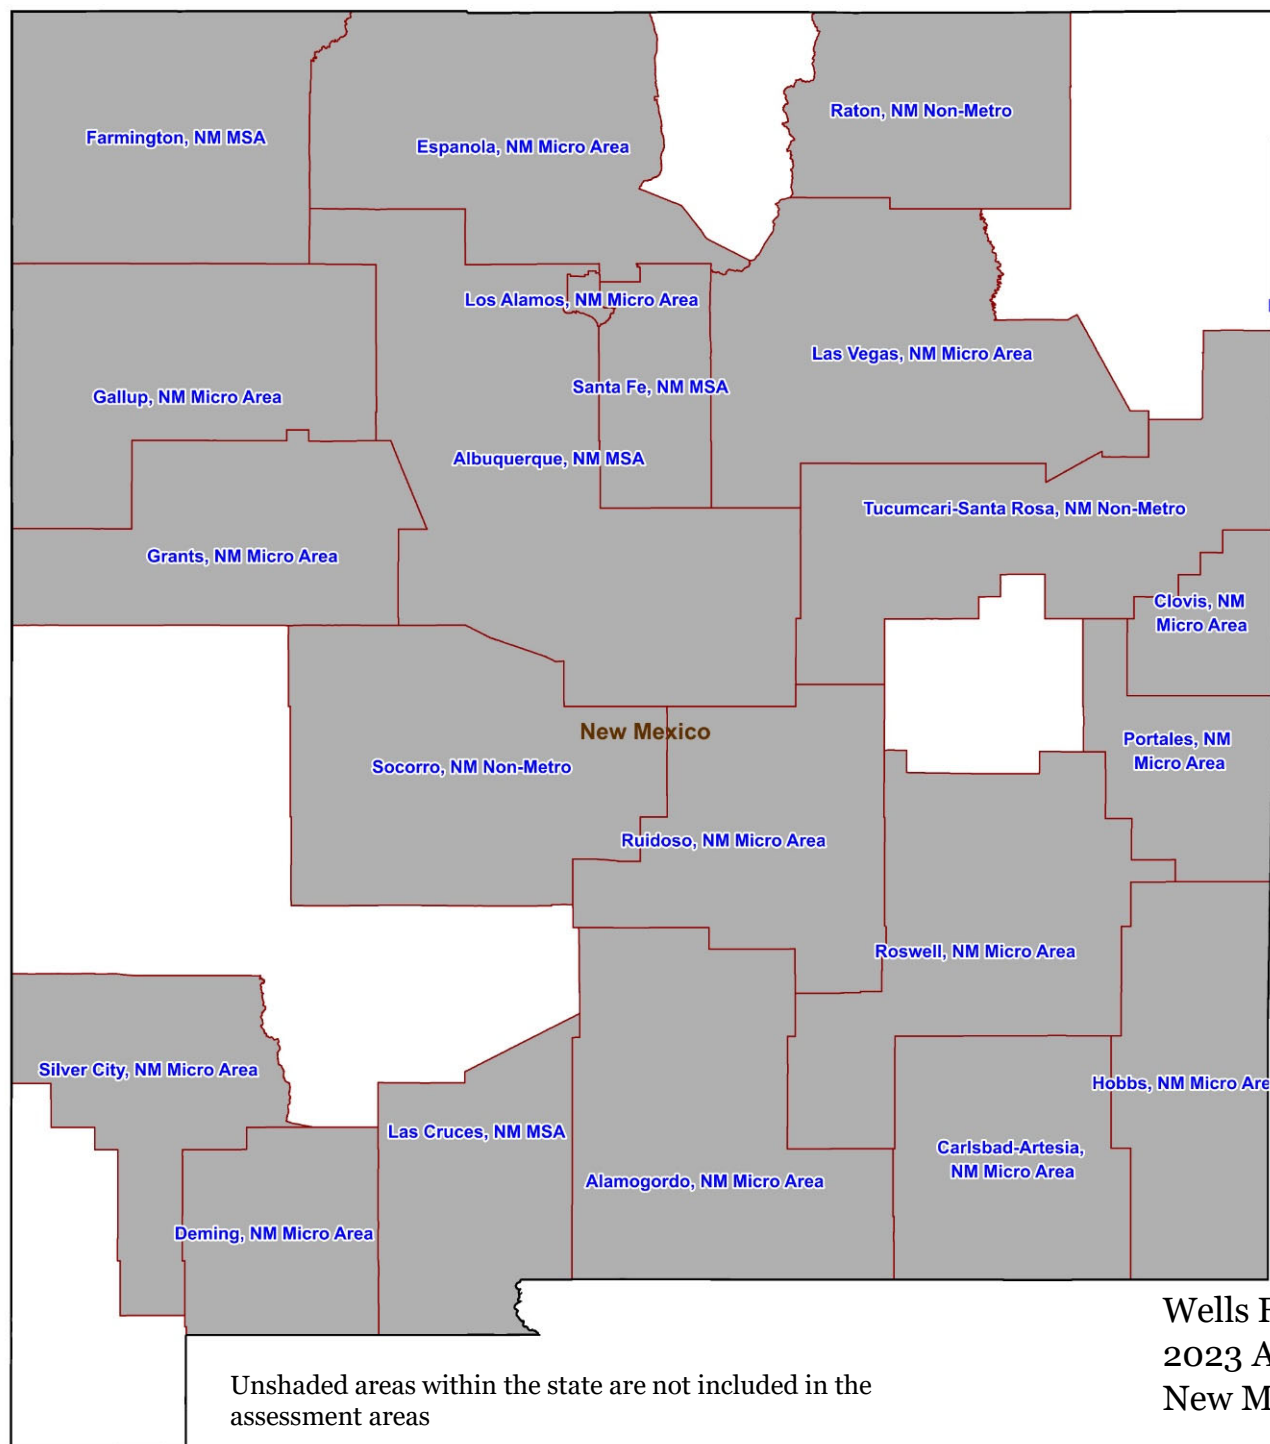 Raton, NM Non-Metro
Farmington, NM MSA
Espanola, NM Micro Area
Los Alamos, NM Micro Area
Las Vegas, NM Micro Area
Santa Fe, NM MSA
Gallup, NM Micro Area
Albuquerque, NM MSA
Tucumcari-Santa Rosa, NM Non-Metro
Grants, NM Micro Area
Clovis, NM
Micro Area
New Mexico
Portales, NM
Micro Area
Socorro, NM Non-Metro
Ruidoso, NM Micro Area
Roswell, NM Micro Area
Silver City, NM Micro Area
Hobbs, NM Micro Are
Las Cruces, NM MSA
Carlsbad-Artesia,
NM Micro Area
Alamogordo, NM Micro Area
Deming, NM Micro Area
Wells F
2023 A
New M
Unshaded areas within the state are not included in the
assessment areas